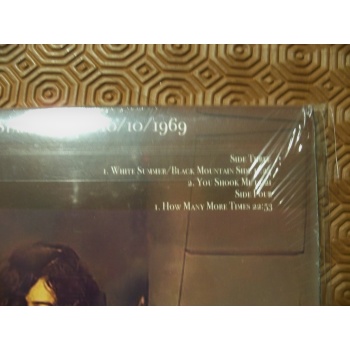 10/10/1969
Side Three
1. White Summer/Black Mountain Side
2. You Shook Me
Side Four
1. How Many More Times 22:53